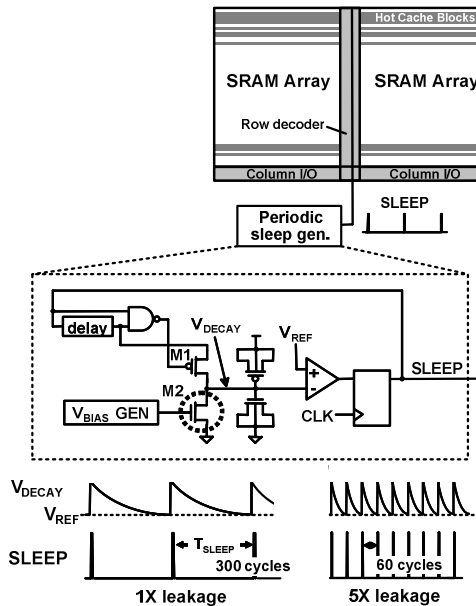 Hot Cache Blocks
SRAM Array SRAM Array
Row decoder
Column I/O Column I/O
SLEEP
Periodic
sleep gen.
delay
M1
VDECAY
VREF
+
-
SLEEP
M2
VBIAS GEN
CLK
VDECAY
VREF
SLEEP
TSLEEP
300 cycles
60 cycles
1X leakage 5X leakage